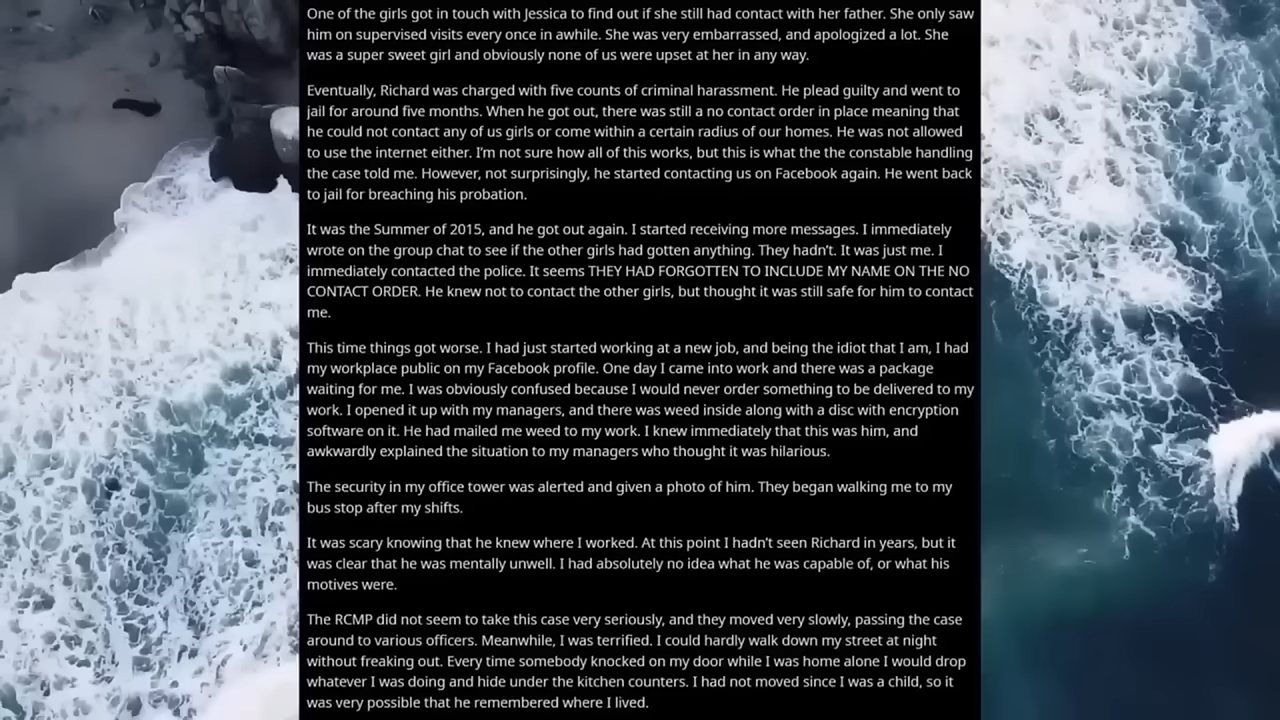 One of the girls got in touch with Jessica to find out if she still had contact with her father. She only saw
him on supervised visits every once in awhile. She was very embarrassed, and apologized a lot. She
was a super sweet girl and obviously none of us were upset at her in any way.
Eventually, Richard was charged with five counts of criminal harassment. He plead guilty and went to
jail for around five months. When he got out, there was still a no contact order in place meaning that
he could not contact any of us girls or come within a certain radius of our homes. He was not allowed
to use the internet either. I'm not sure how all of this works, but this is what the the constable handling
the case told me. However, not surprisingly, he started contacting us on Facebook again. He went back
to jail for breaching his probation.
It was the Summer of 2015, and he got out again. I started receiving more messages. I immediately
wrote on the group chat to see if the other girls had gotten anything. They hadn't. It was just me. I
immediately contacted the police. It seems THEY HAD FORGOTTEN TO INCLUDE MY NAME ON THE NO
CONTACT ORDER. He knew not to contact the other girls, but thought it was still safe for him to contact
me.
This time things got worse. I had just started working at a new job, and being the idiot that I am, I had
my workplace public on my Facebook profile. One day I came into work and there was a package
waiting for me. I was obviously confused because I would never order something to be delivered to my
work. I opened it up with my managers, and there was weed inside along with a disc with encryption
software on it. He had mailed me weed to my work. I knew immediately that this was him, and
awkwardly explained the situation to my managers who thought it was hilarious.
The security in my office tower was alerted and given a photo of him. They began walking me to my
bus stop after my shifts.
It was scary knowing that he knew where I worked. At this point I hadn't seen Richard in years, but it
was clear that he was mentally unwell. I had absolutely no idea what he was capable of, or what his
motives were.
The RCMP did not seem to take this case very seriously, and they moved very slowly, passing the case
around to various officers. Meanwhile, I was terrified. I could hardly walk down my street at night
without freaking out. Every time somebody knocked on my door while I was home alone I would drop
whatever I was doing and hide under the kitchen counters. I had not moved since I was a child, so it
was very possible that he remembered where I lived.